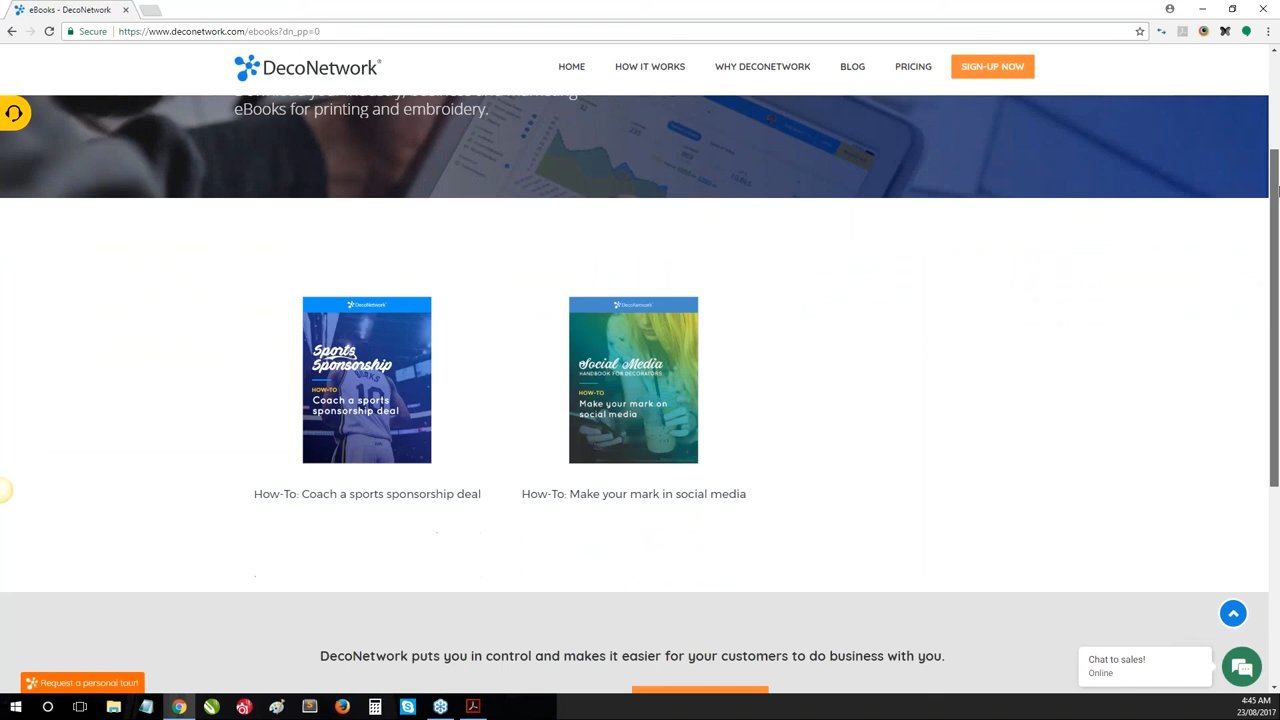 eBooks - DecoNetwork
Secure https://www.deconetwork.com/ebooks?dn_pp=0
DecoNetwork®
HOME HOW IT WORKS WHY DECONETWORK BLOG PRICING SIGN-UP NOW
eBooks for printing and embroidery.
DecoNetwork
Sports
Sponsorship
HOW-TO
Coach a sports
sponsorship deal
DecoNetwork
Social Media
HANDBOOK FOR DECORATORS
HOW-TO
Make your mark on
social media
How-To: Coach a sports sponsorship deal
How-To: Make your mark in social media
DecoNetwork puts you in control and makes it easier for your customers to do business with you.
Chat to sales!
Online
Request a personal tour!
4:45 AM
23/08/2017